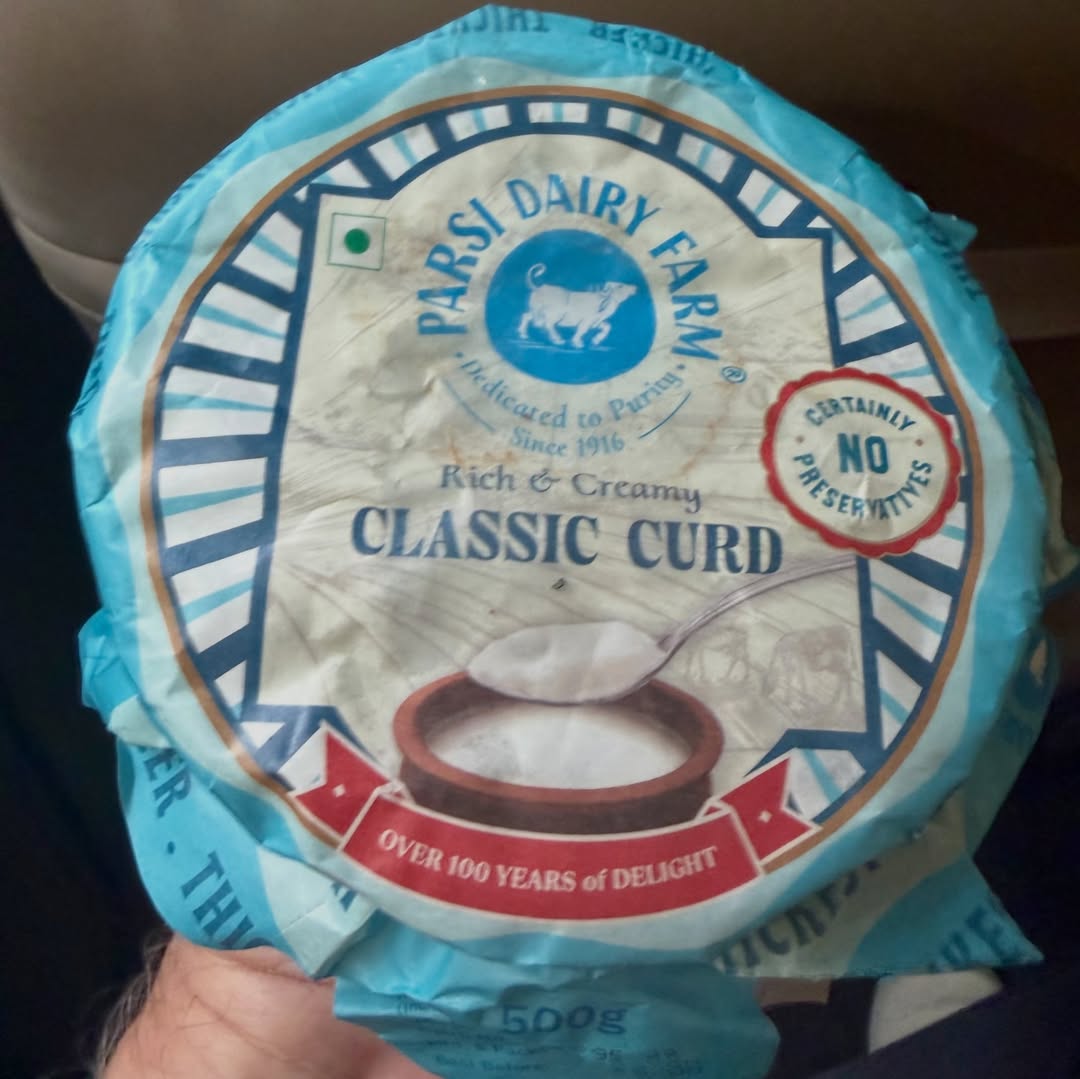 THICKER
PARSI DAIRY FARM®
Dedicated to Purity
Since 1916
Rich & Creamy
CLASSIC CURD
CERTAINLY
NO
PRESERVATIVES
OVER 100 YEARS of DELIGHT
500g